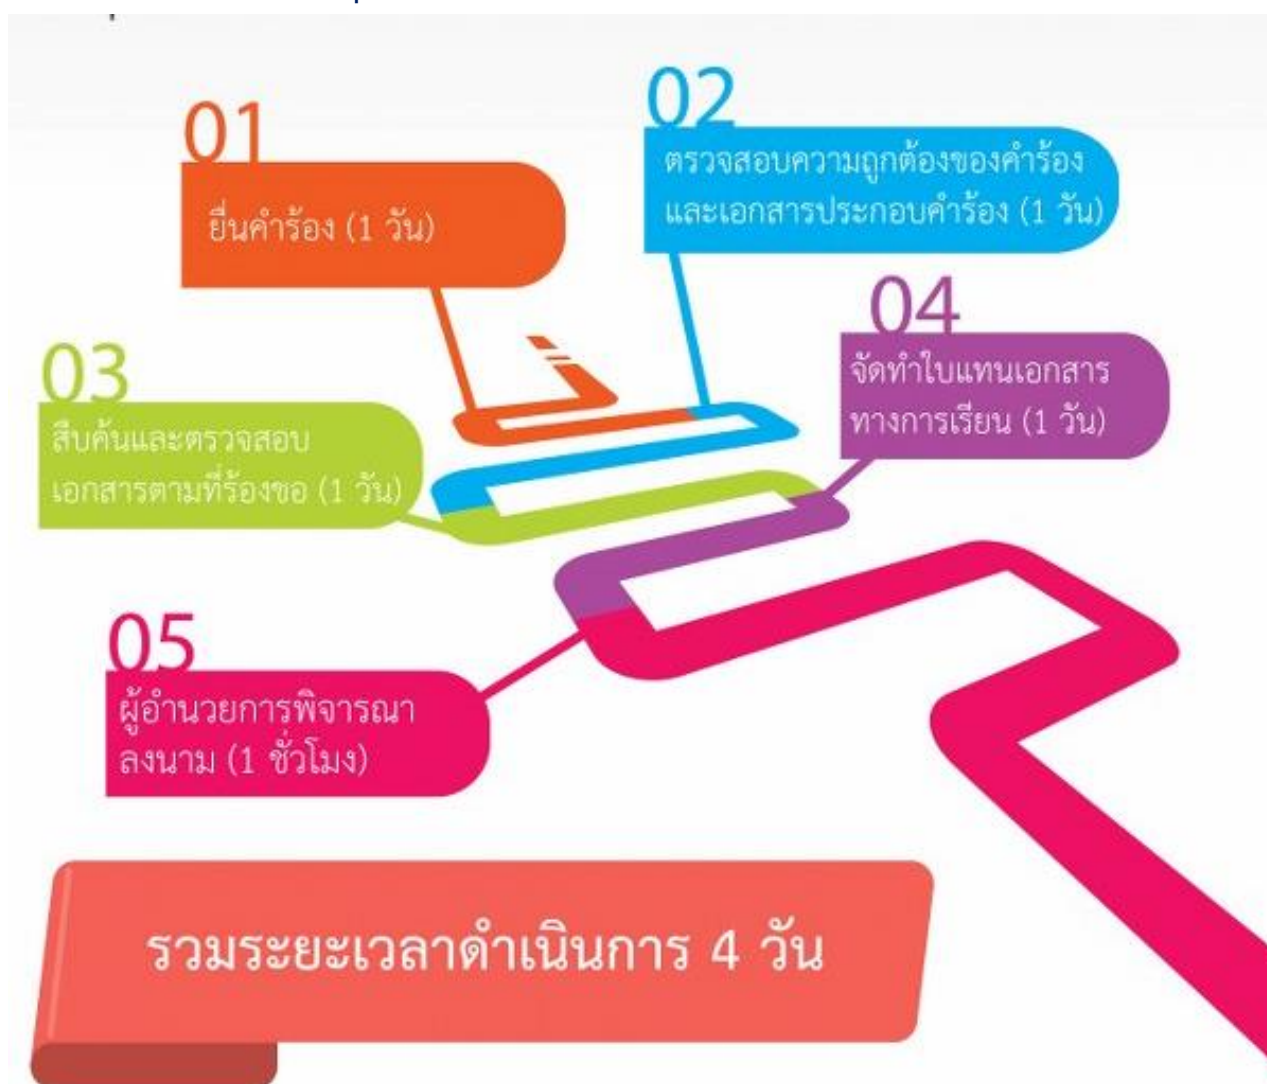 01
ยื่นคำร้อง (1 วัน)
02
ตรวจสอบความถูกต้องของคำร้อง
และเอกสารประกอบคำร้อง (1 วัน)
03
สืบค้นและตรวจสอบ
เอกสารตามที่ร้องขอ (1 วัน)
04
จัดทำใบแทนเอกสาร
ทางการเรียน (1 วัน)
05
ผู้อำนวยการพิจารณา
ลงนาม (1 ชั่วโมง)
รวมระยะเวลาดำเนินการ 4 วัน